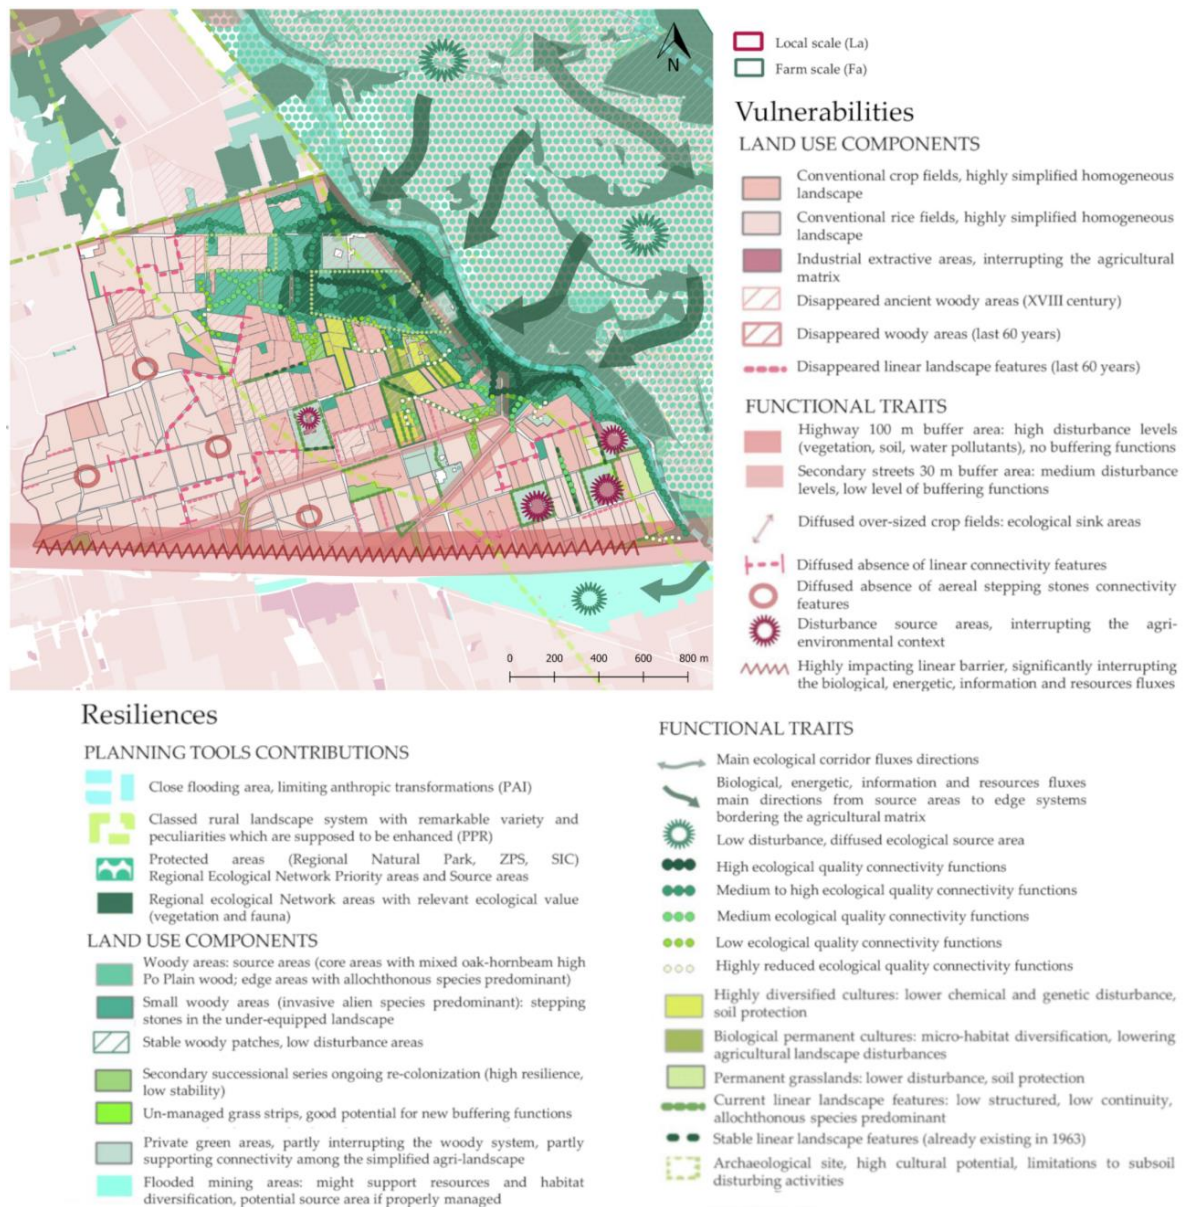 N
0 200 400 600 800 m
Local scale (La)
Farm scale (Fa)
Vulnerabilities
LAND USE COMPONENTS
Conventional crop fields, highly simplified homogeneous
landscape
Conventional rice fields, highly simplified homogeneous
landscape
Industrial extractive areas, interrupting the agricultural
matrix
Disappeared ancient woody areas (XVIII century)
Disappeared woody areas (last 60 years)
Disappeared linear landscape features (last 60 years)
FUNCTIONAL TRAITS
Highway 100 m buffer area: high disturbance levels
(vegetation, soil, water pollutants), no buffering functions
Secondary streets 30 m buffer area: medium disturbance
levels, low level of buffering functions
Diffused over-sized crop fields: ecological sink areas
Diffused absence of linear connectivity features
Diffused absence of aereal stepping stones connectivity
features
Disturbance source areas, interrupting the agri-
environmental context
Highly impacting linear barrier, significantly interrupting
the biological, energetic, information and resources fluxes
Resiliences
PLANNING TOOLS CONTRIBUTIONS
Close flooding area, limiting anthropic transformations (PAI)
Classed rural landscape system with remarkable variety and
peculiarities which are supposed to be enhanced (PPR)
Protected areas (Regional Natural Park, ZPS, SIC)
Regional Ecological Network Priority areas and Source areas
Regional ecological Network areas with relevant ecological value
(vegetation and fauna)
LAND USE COMPONENTS
Woody areas: source areas (core areas with mixed oak-hornbeam high
Po Plain wood; edge areas with allochthonous species predominant)
Small woody areas (invasive alien species predominant): stepping
stones in the under-equipped landscape
Stable woody patches, low disturbance areas
Secondary successional series ongoing re-colonization (high resilience,
low stability)
Un-managed grass strips, good potential for new buffering functions
Private green areas, partly interrupting the woody system, partly
supporting connectivity among the simplified agri-landscape
Flooded mining areas: might support resources and habitat
diversification, potential source area if properly managed
FUNCTIONAL TRAITS
Main ecological corridor fluxes directions
Biological, energetic, information and resources fluxes
main directions from source areas to edge systems
bordering the agricultural matrix
Low disturbance, diffused ecological source area
High ecological quality connectivity functions
Medium to high ecological quality connectivity functions
Medium ecological quality connectivity functions
Low ecological quality connectivity functions
Highly reduced ecological quality connectivity functions
Highly diversified cultures: lower chemical and genetic disturbance,
soil protection
Biological permanent cultures: micro-habitat diversification, lowering
agricultural landscape disturbances
Permanent grasslands: lower disturbance, soil protection
Current linear landscape features: low structured, low continuity,
allochthonous species predominant
Stable linear landscape features (already existing in 1963)
Archaeological site, high cultural potential, limitations to subsoil
disturbing activities